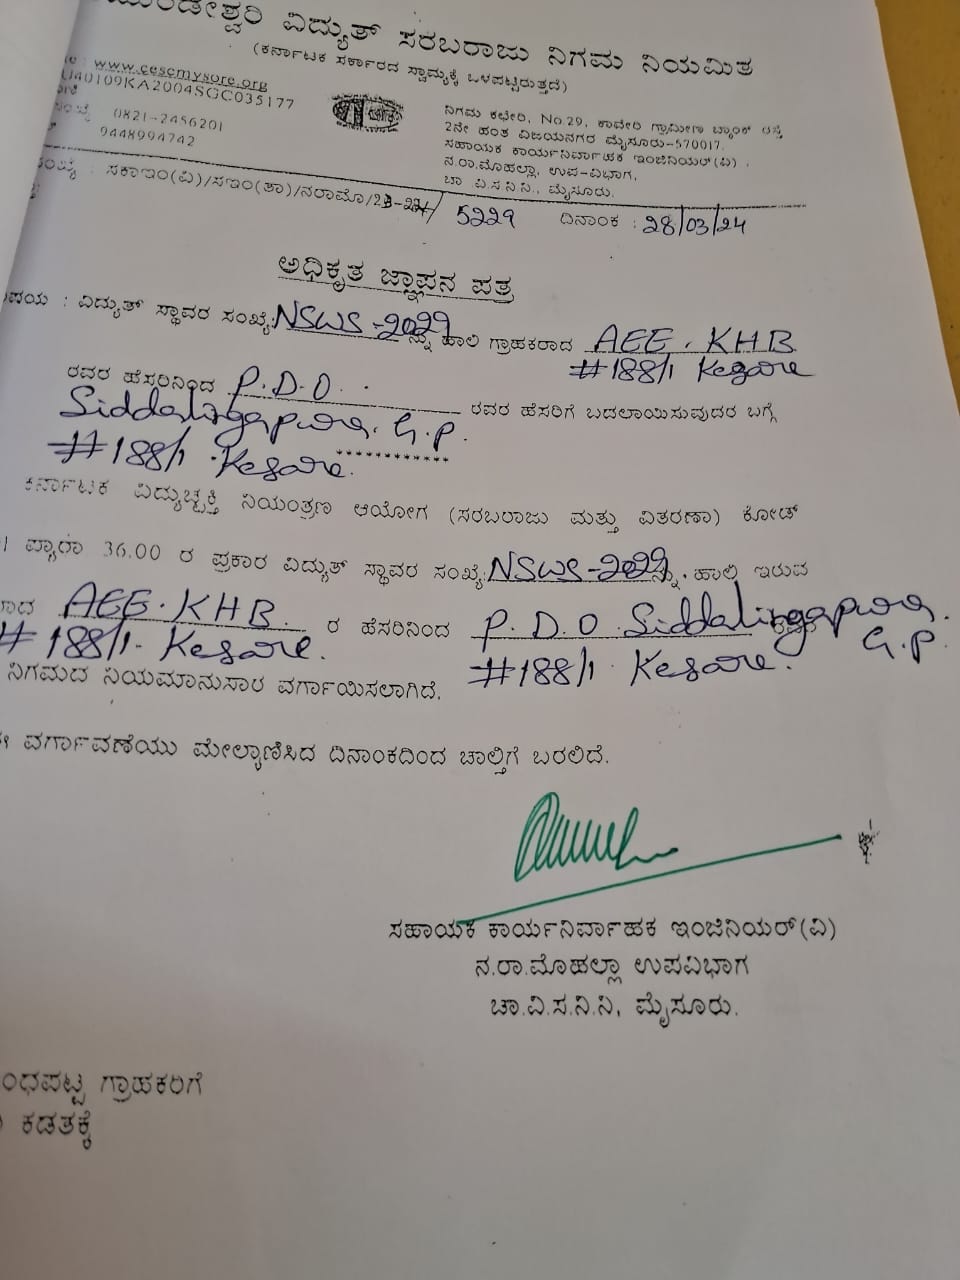 ಮುಂಡೇಶ್ವರಿ ವಿದ್ಯುತ್ ಸರಬರಾಜು ನಿಗಮ ನಿಯಮಿತ
(ಕರ್ನಾಟಕ ಸರ್ಕಾರದ ಸ್ವಾಮ್ಯಕ್ಕೆ ಒಳಪಟ್ಟಿರುತ್ತದೆ)
www.cescmysore.org
U40109KA2004SGC035177
0821-2456201
9448994742
ನಿಗಮ ಕಛೇರಿ, No.29, ಕಾವೇರಿ ಗ್ರಾಮೀಣ ಬ್ಯಾಂಕ್ ರಸ್ತೆ
2ನೇ ಹಂತ ವಿಜಯನಗರ ಮೈಸೂರು-570017.
ಸಹಾಯಕ ಕಾರ್ಯನಿರ್ವಾಹಕ ಇಂಜಿನಿಯರ್(ವಿ) .
ನ.ರಾ.ಮೊಹಲ್ಲಾ, ಉಪ-ವಿಭಾಗ,
ಚಾ .ವಿ.ಸ.ನಿ.ನಿ., ಮೈಸೂರು.
ಸಂಖ್ಯೆ : ಸಕಾಇಂ(ವಿ)/ಸಇಂ(ತಾ)/ನರಾಮೊ/23-24/ 5229 ದಿನಾಂಕ : 28/03/24
ಅಧಿಕೃತ ಜ್ಞಾಪನ ಪತ್ರ
ವಿಷಯ : ವಿದ್ಯುತ್ ಸ್ಥಾವರ ಸಂಖ್ಯೆ: NSWS-2029 ನ್ನು ಹಾಲಿ ಗ್ರಾಹಕರಾದ AEE. KHB
#188/1 Kesare
ರವರ ಹೆಸರಿನಿಂದ P.D.O. ರವರ ಹೆಸರಿಗೆ ಬದಲಾಯಿಸುವುದರ ಬಗ್ಗೆ
Siddalingapura. G.P.
#188/1 .Kesare.
************
ಕರ್ನಾಟಕ ವಿದ್ಯುಚ್ಛಕ್ತಿ ನಿಯಂತ್ರಣ ಆಯೋಗ (ಸರಬರಾಜು ಮತ್ತು ವಿತರಣಾ) ಕೋಡ್
ಪ್ಯಾರಾ 36.00 ರ ಪ್ರಕಾರ ವಿದ್ಯುತ್ ಸ್ಥಾವರ ಸಂಖ್ಯೆ: NSWS-2029 ನ್ನು, ಹಾಲಿ ಇರುವ
ರಾದ AEE. KHB ರ ಹೆಸರಿನಿಂದ P.D.O. Siddalingapura.
#188/1. Kesare. #188/1 Kesare. G.P.
ನಿಗಮದ ನಿಯಮಾನುಸಾರ ವರ್ಗಾಯಿಸಲಾಗಿದೆ.
ಈ ವರ್ಗಾವಣೆಯು ಮೇಲ್ಕಾಣಿಸಿದ ದಿನಾಂಕದಿಂದ ಚಾಲ್ತಿಗೆ ಬರಲಿದೆ.
ಸಹಾಯಕ ಕಾರ್ಯನಿರ್ವಾಹಕ ಇಂಜಿನಿಯರ್(ವಿ)
ನ.ರಾ.ಮೊಹಲ್ಲಾ ಉಪವಿಭಾಗ
ಚಾ.ವಿ.ಸ.ನಿ.ನಿ, ಮೈಸೂರು.
ಂಧಪಟ್ಟ ಗ್ರಾಹಕರಿಗೆ
ಕಡತಕ್ಕೆ